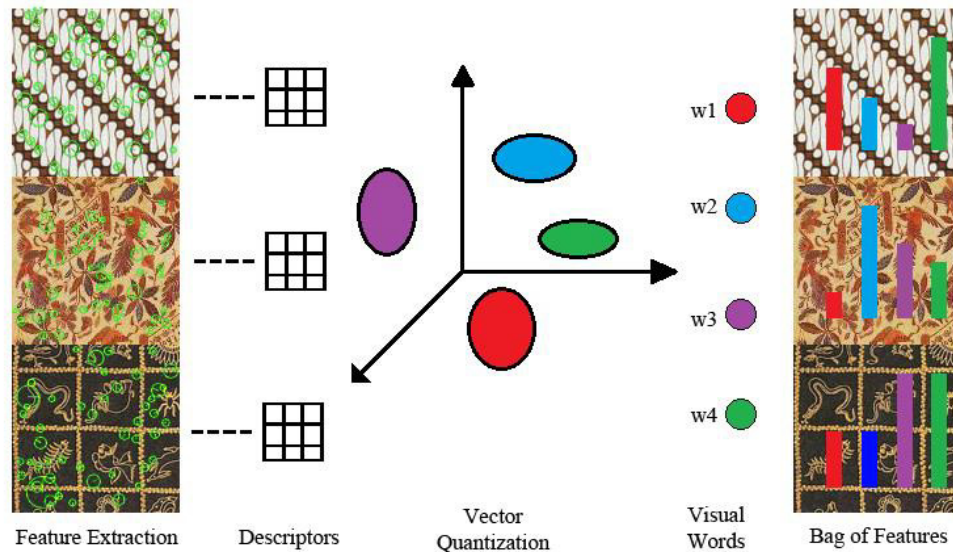 w1
w2
w3
w4
Feature Extraction
Descriptors
Vector
Quantization
Visual
Words
Bag of Features